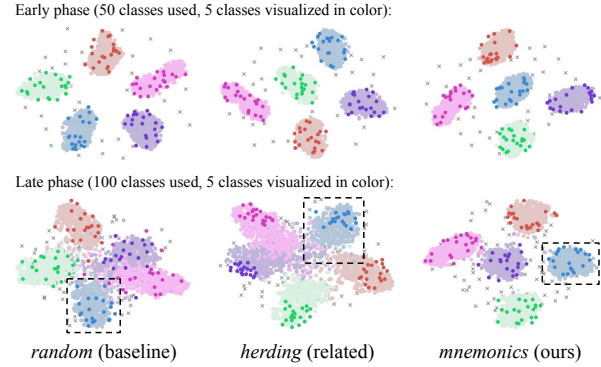 Early phase (50 classes used, 5 classes visualized in color):
Late phase (100 classes used, 5 classes visualized in color):
random (baseline) herding (related) mnemonics (ours)